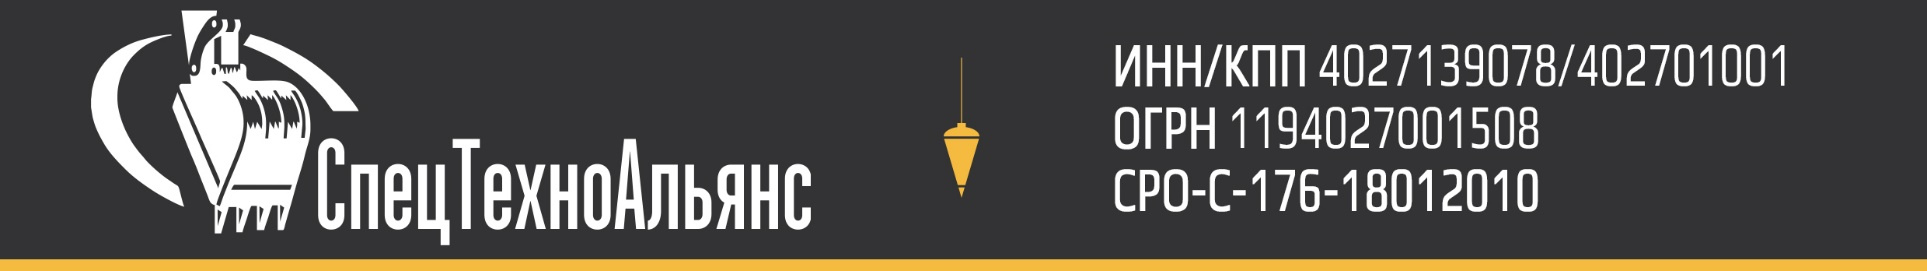 СпецТехноАльянс
ИНН/КПП 4027139078/402701001
ОГРН 1194027001508
СРО-С-176-18012010